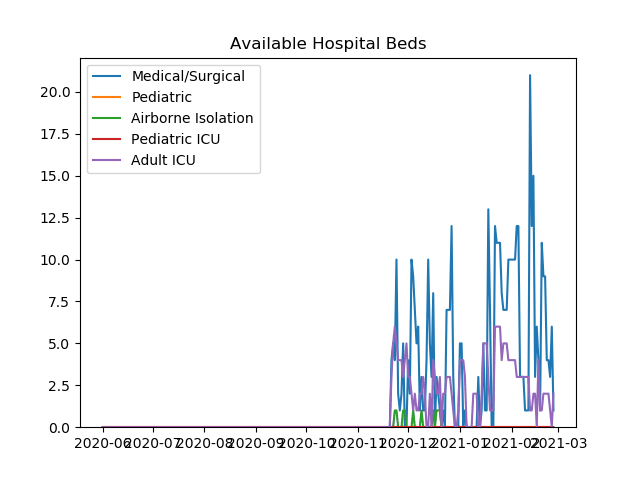 Available Hospital Beds
Medical/Surgical
Pediatric
Airborne Isolation
Pediatric ICU
Adult ICU
20.0
17.5
15.0
12.5
10.0
7.5
5.0
2.5
0.0
2020-06 2020-07 2020-08 2020-09 2020-10 2020-11 2020-12 2021-01 2021-02 2021-03